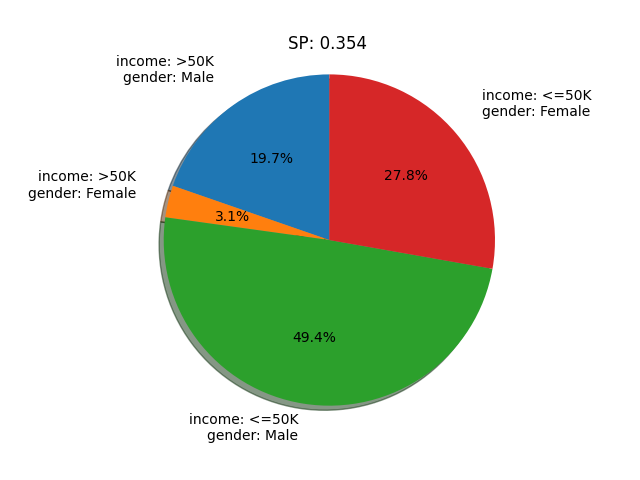 SP: 0.354
income: >50K
gender: Male
income: <=50K
gender: Female
19.7%
27.8%
income: >50K
gender: Female
3.1%
49.4%
income: <=50K
gender: Male